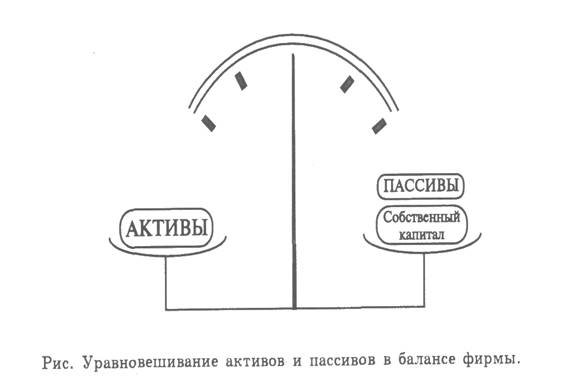 АКТИВЫ
ПАССИВЫ
Собственный
капитал
Рис. Уравновешивание активов и пассивов в балансе фирмы.